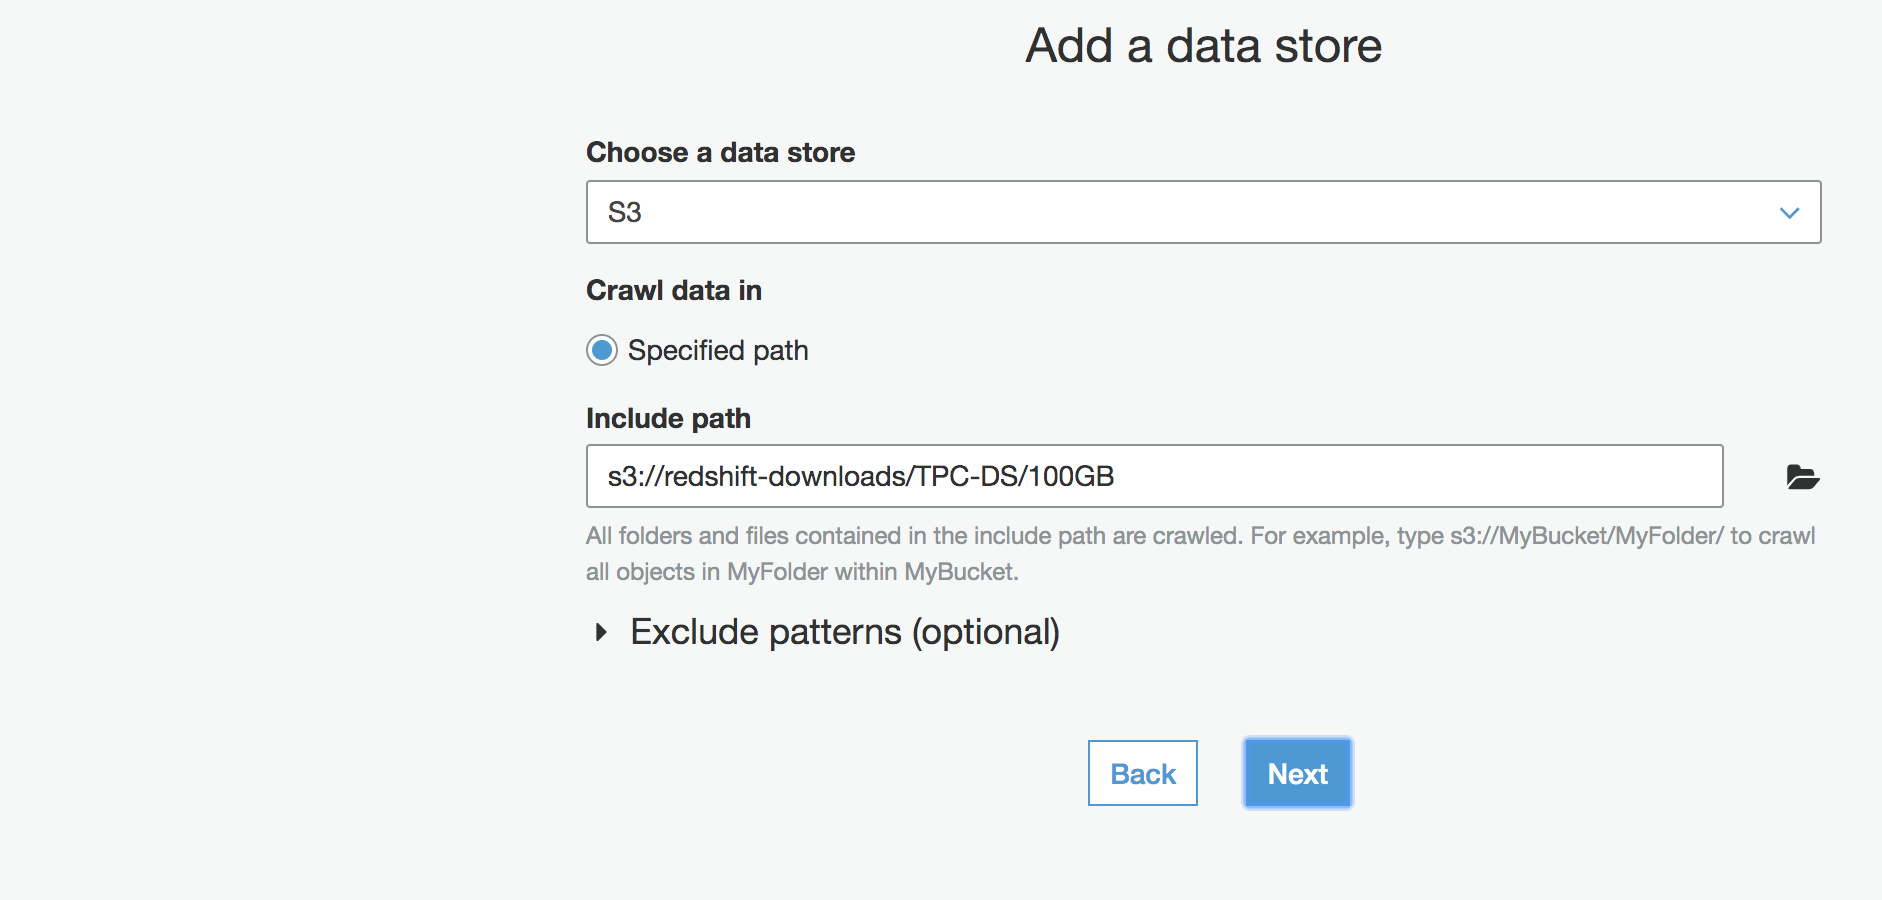 Add a data store
Choose a data store
S3
Crawl data in
Specified path
Include path
s3://redshift-downloads/TPC-DS/100GB
All folders and files contained in the include path are crawled. For example, type s3://MyBucket/MyFolder/ to crawl
all objects in MyFolder within MyBucket.
Exclude patterns (optional)
Back
Next